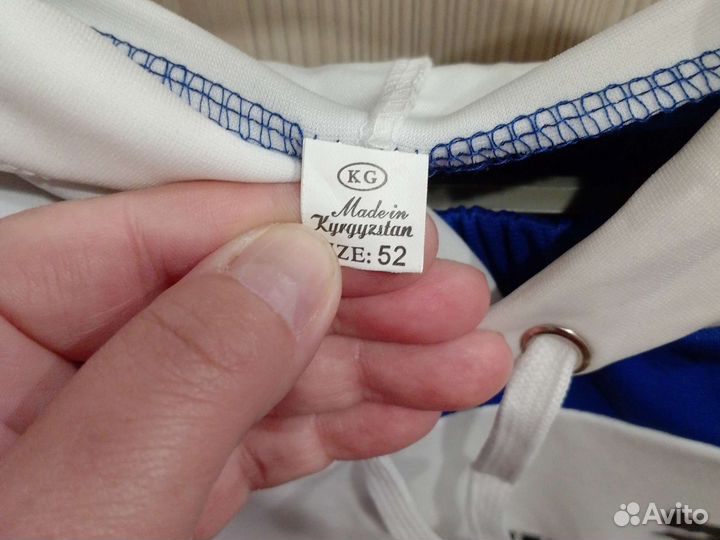 KG
Made in
Kyrgyzstan
ZE: 52
Avito